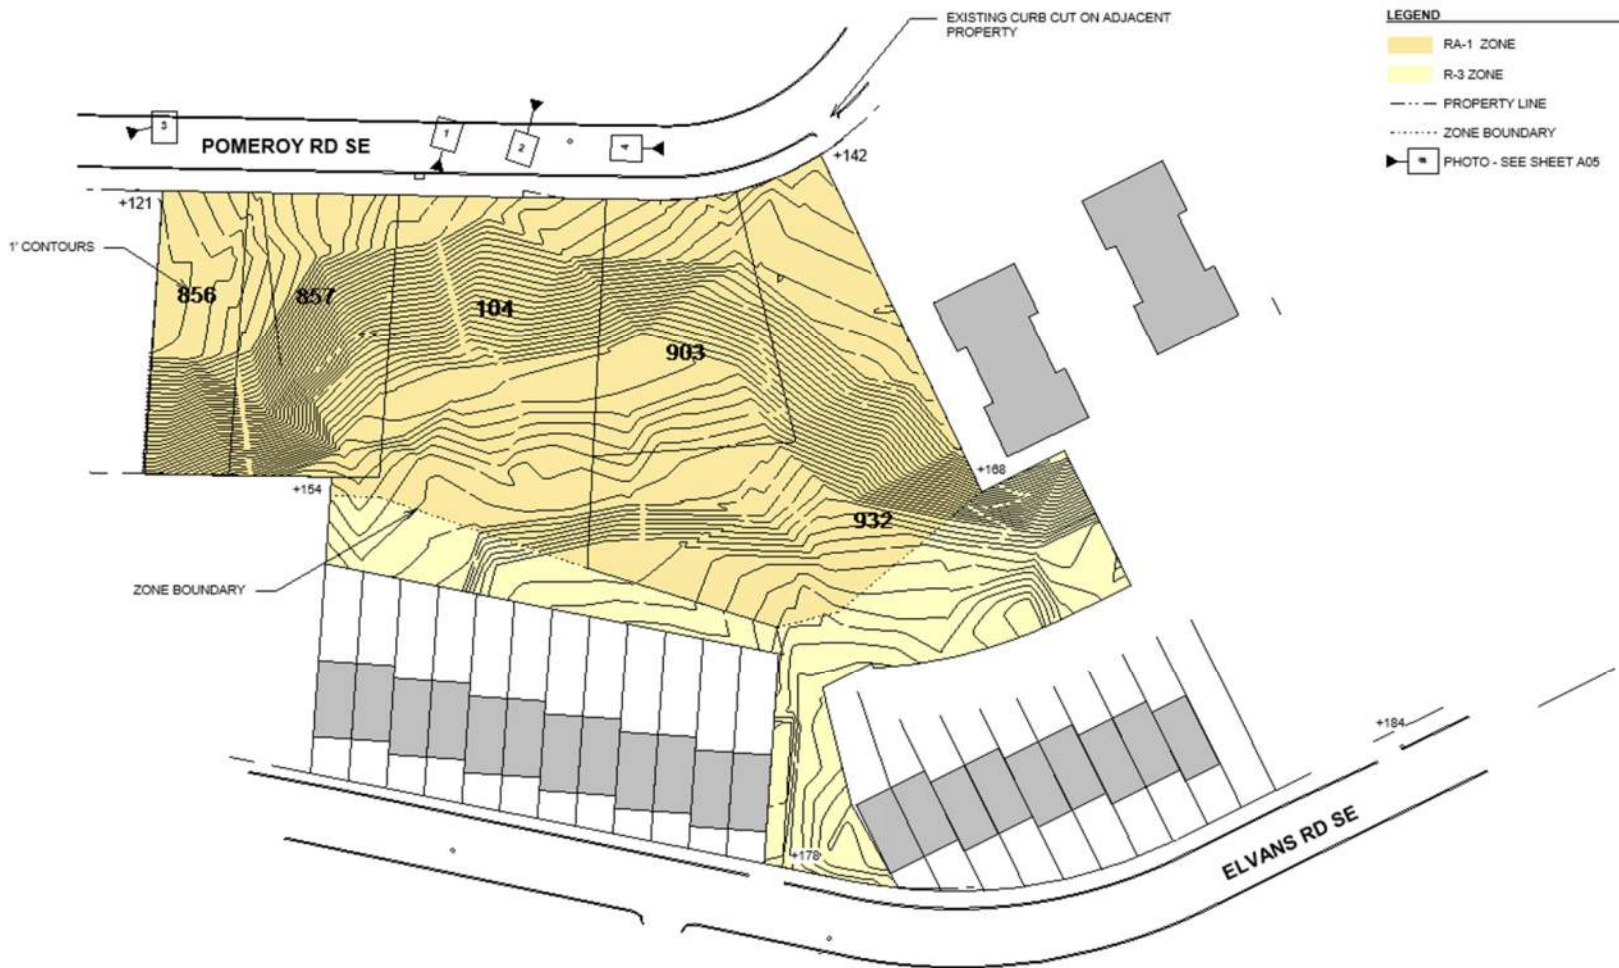 EXISTING CURB CUT ON ADJACENT
PROPERTY
LEGEND
RA-1 ZONE
R-3 ZONE
PROPERTY LINE
ZONE BOUNDARY
PHOTO - SEE SHEET A05
3
1
2
4
POMEROY RD SE
+142
+121
1' CONTOURS
856
857
104
903
+168
+154
932
ZONE BOUNDARY
+184
+178
ELVANS RD SE